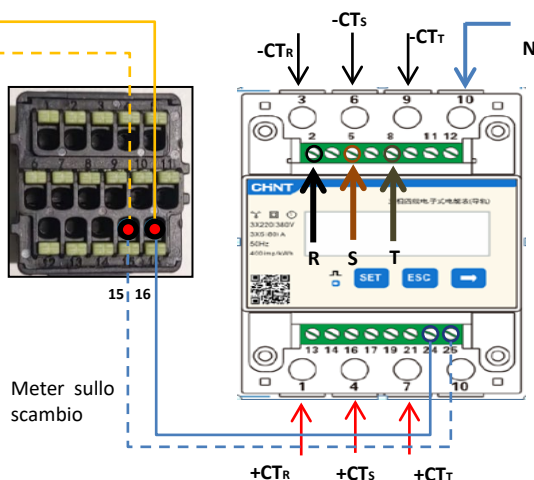 -CTR
-CTS
-CTT
N
3
6
9
10
2
5
8
11
12
CHNT
3X220/380V
50Hz
400imp/kWh
R
S
T
SET
ESC
13
14
16
17
19
21
24
25
15
16
1
4
7
10
Meter sullo
scambio
+CTR
+CTS
+CTT